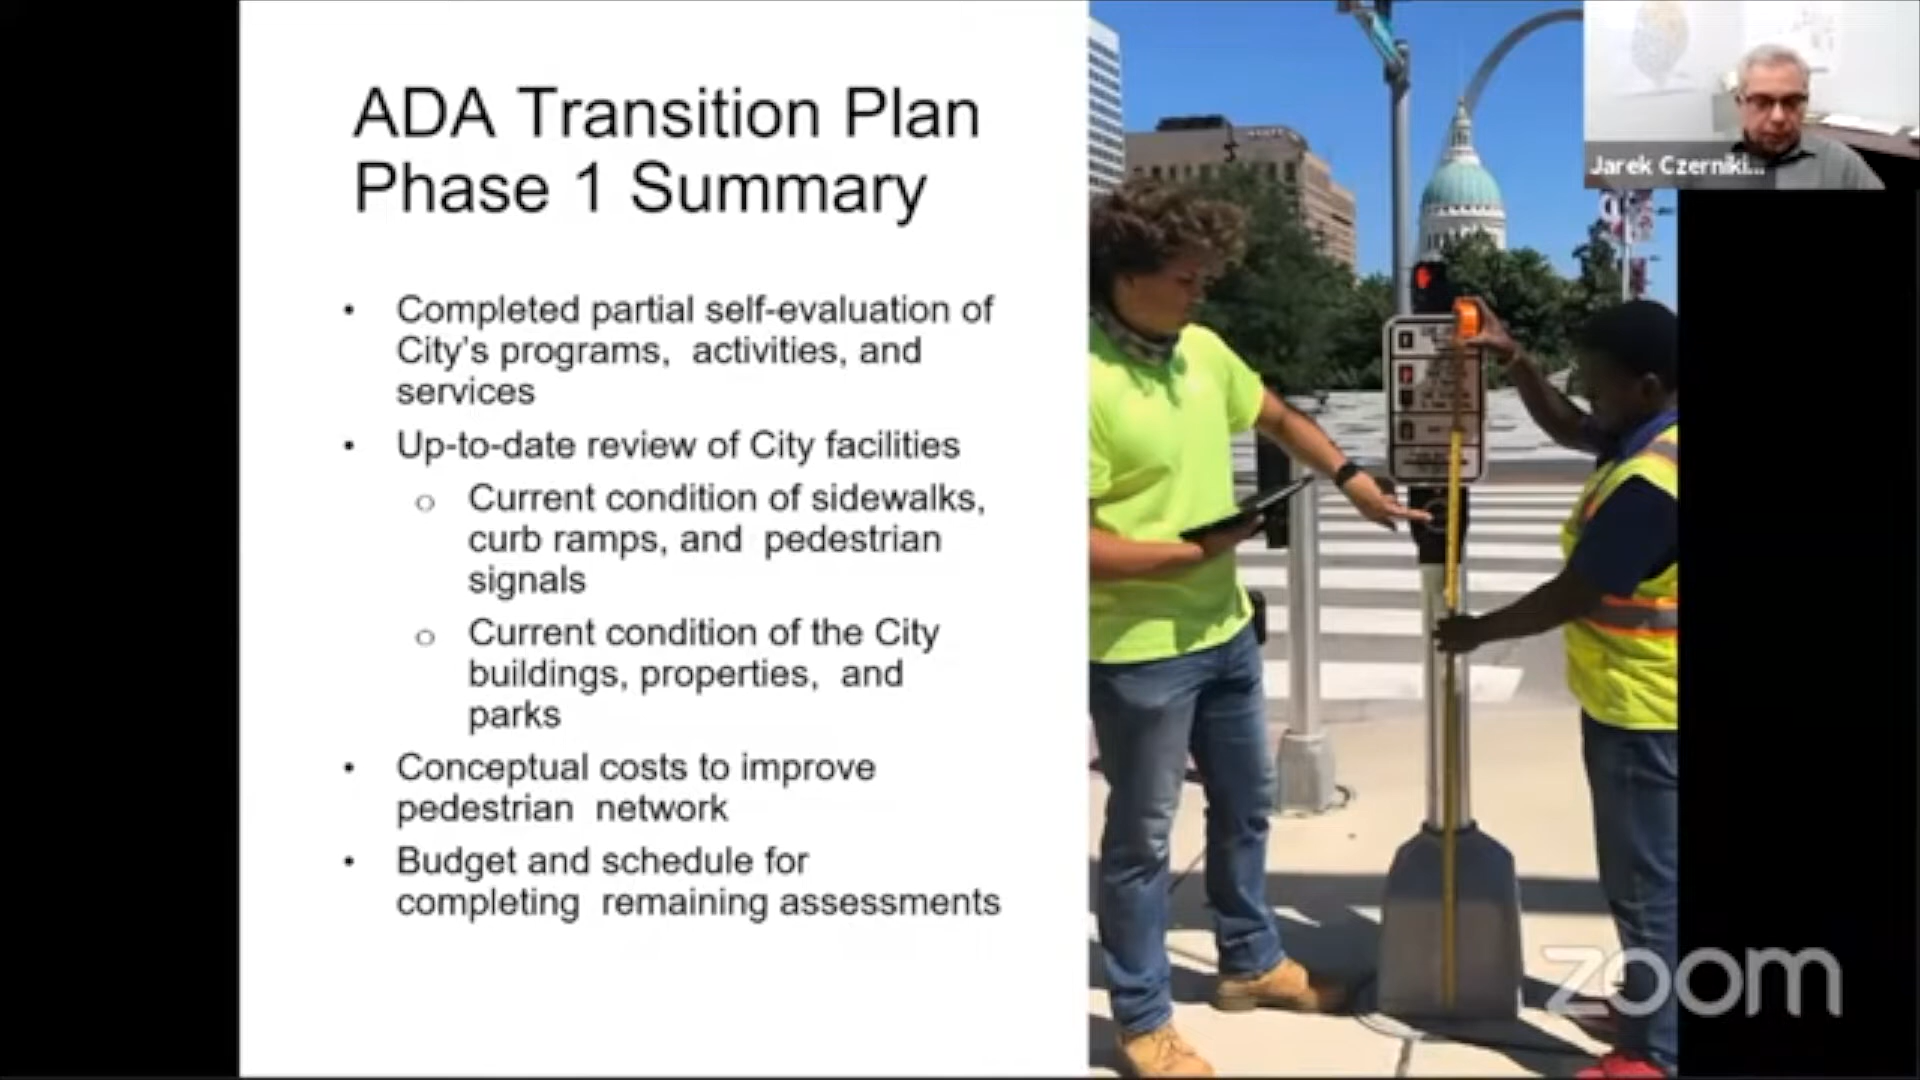 ADA Transition Plan
Phase 1 Summary
• Completed partial self-evaluation of
City's programs, activities, and
services
• Up-to-date review of City facilities
o Current condition of sidewalks,
curb ramps, and pedestrian
signals
o Current condition of the City
buildings, properties, and
parks
• Conceptual costs to improve
pedestrian network
• Budget and schedule for
completing remaining assessments
Jarek Czerniki...
zoom